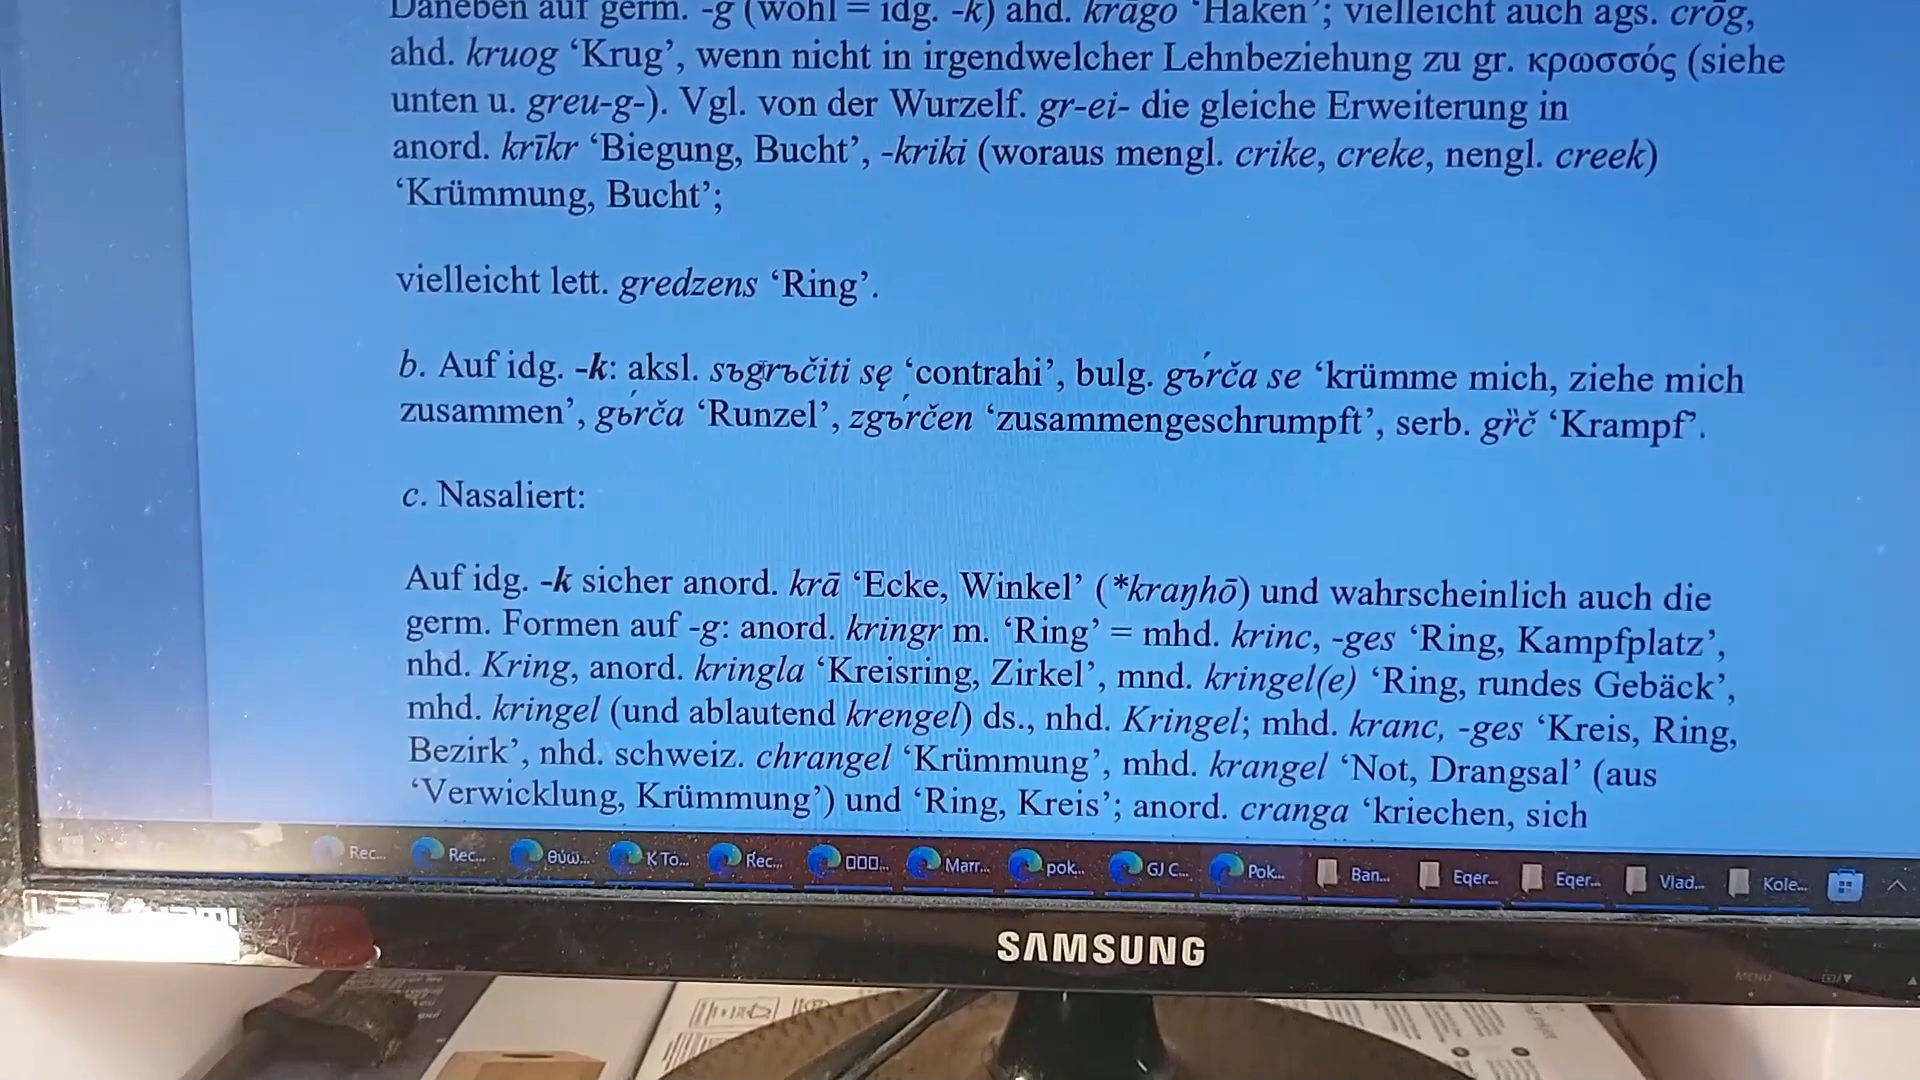 Daneben auf germ. -g (wohl = idg. -k) ahd. krāgo ‘Haken’; vielleicht auch ags. crōg,
ahd. kruog ‘Krug’, wenn nicht in irgendwelcher Lehnbeziehung zu gr. κρωσσός (siehe
unten u. greu-g-). Vgl. von der Wurzelf. gr-ei- die gleiche Erweiterung in
anord. krīkr ‘Biegung, Bucht’, -kriki (woraus mengl. crike, creke, nengl. creek)
‘Krümmung, Bucht’;
vielleicht lett. gredzens ‘Ring’.
b. Auf idg. -k: aksl. sъgrъčiti sę ‘contrahi’, bulg. gъ́rča se ‘krümme mich, ziehe mich
zusammen’, gъ́rča ‘Runzel’, zgъ́rčen ‘zusammengeschrumpft’, serb. gȑč ‘Krampf’.
c. Nasaliert:
Auf idg. -k sicher anord. krā ‘Ecke, Winkel’ (*kraŋhō) und wahrscheinlich auch die
germ. Formen auf -g: anord. kringr m. ‘Ring’ = mhd. krinc, -ges ‘Ring, Kampfplatz’,
nhd. Kring, anord. kringla ‘Kreisring, Zirkel’, mnd. kringel(e) ‘Ring, rundes Gebäck’,
mhd. kringel (und ablautend krengel) ds., nhd. Kringel; mhd. kranc, -ges ‘Kreis, Ring,
Bezirk’, nhd. schweiz. chrangel ‘Krümmung’, mhd. krangel ‘Not, Drangsal’ (aus
‘Verwicklung, Krümmung’) und ‘Ring, Kreis’; anord. cranga ‘kriechen, sich
Rec... Rec... θύω... K To... Rec... □□□... Marr... pok... GJ C... Pok... Ban... Eqer... Eqer... Vlad... Kole...
SAMSUNG
MENU